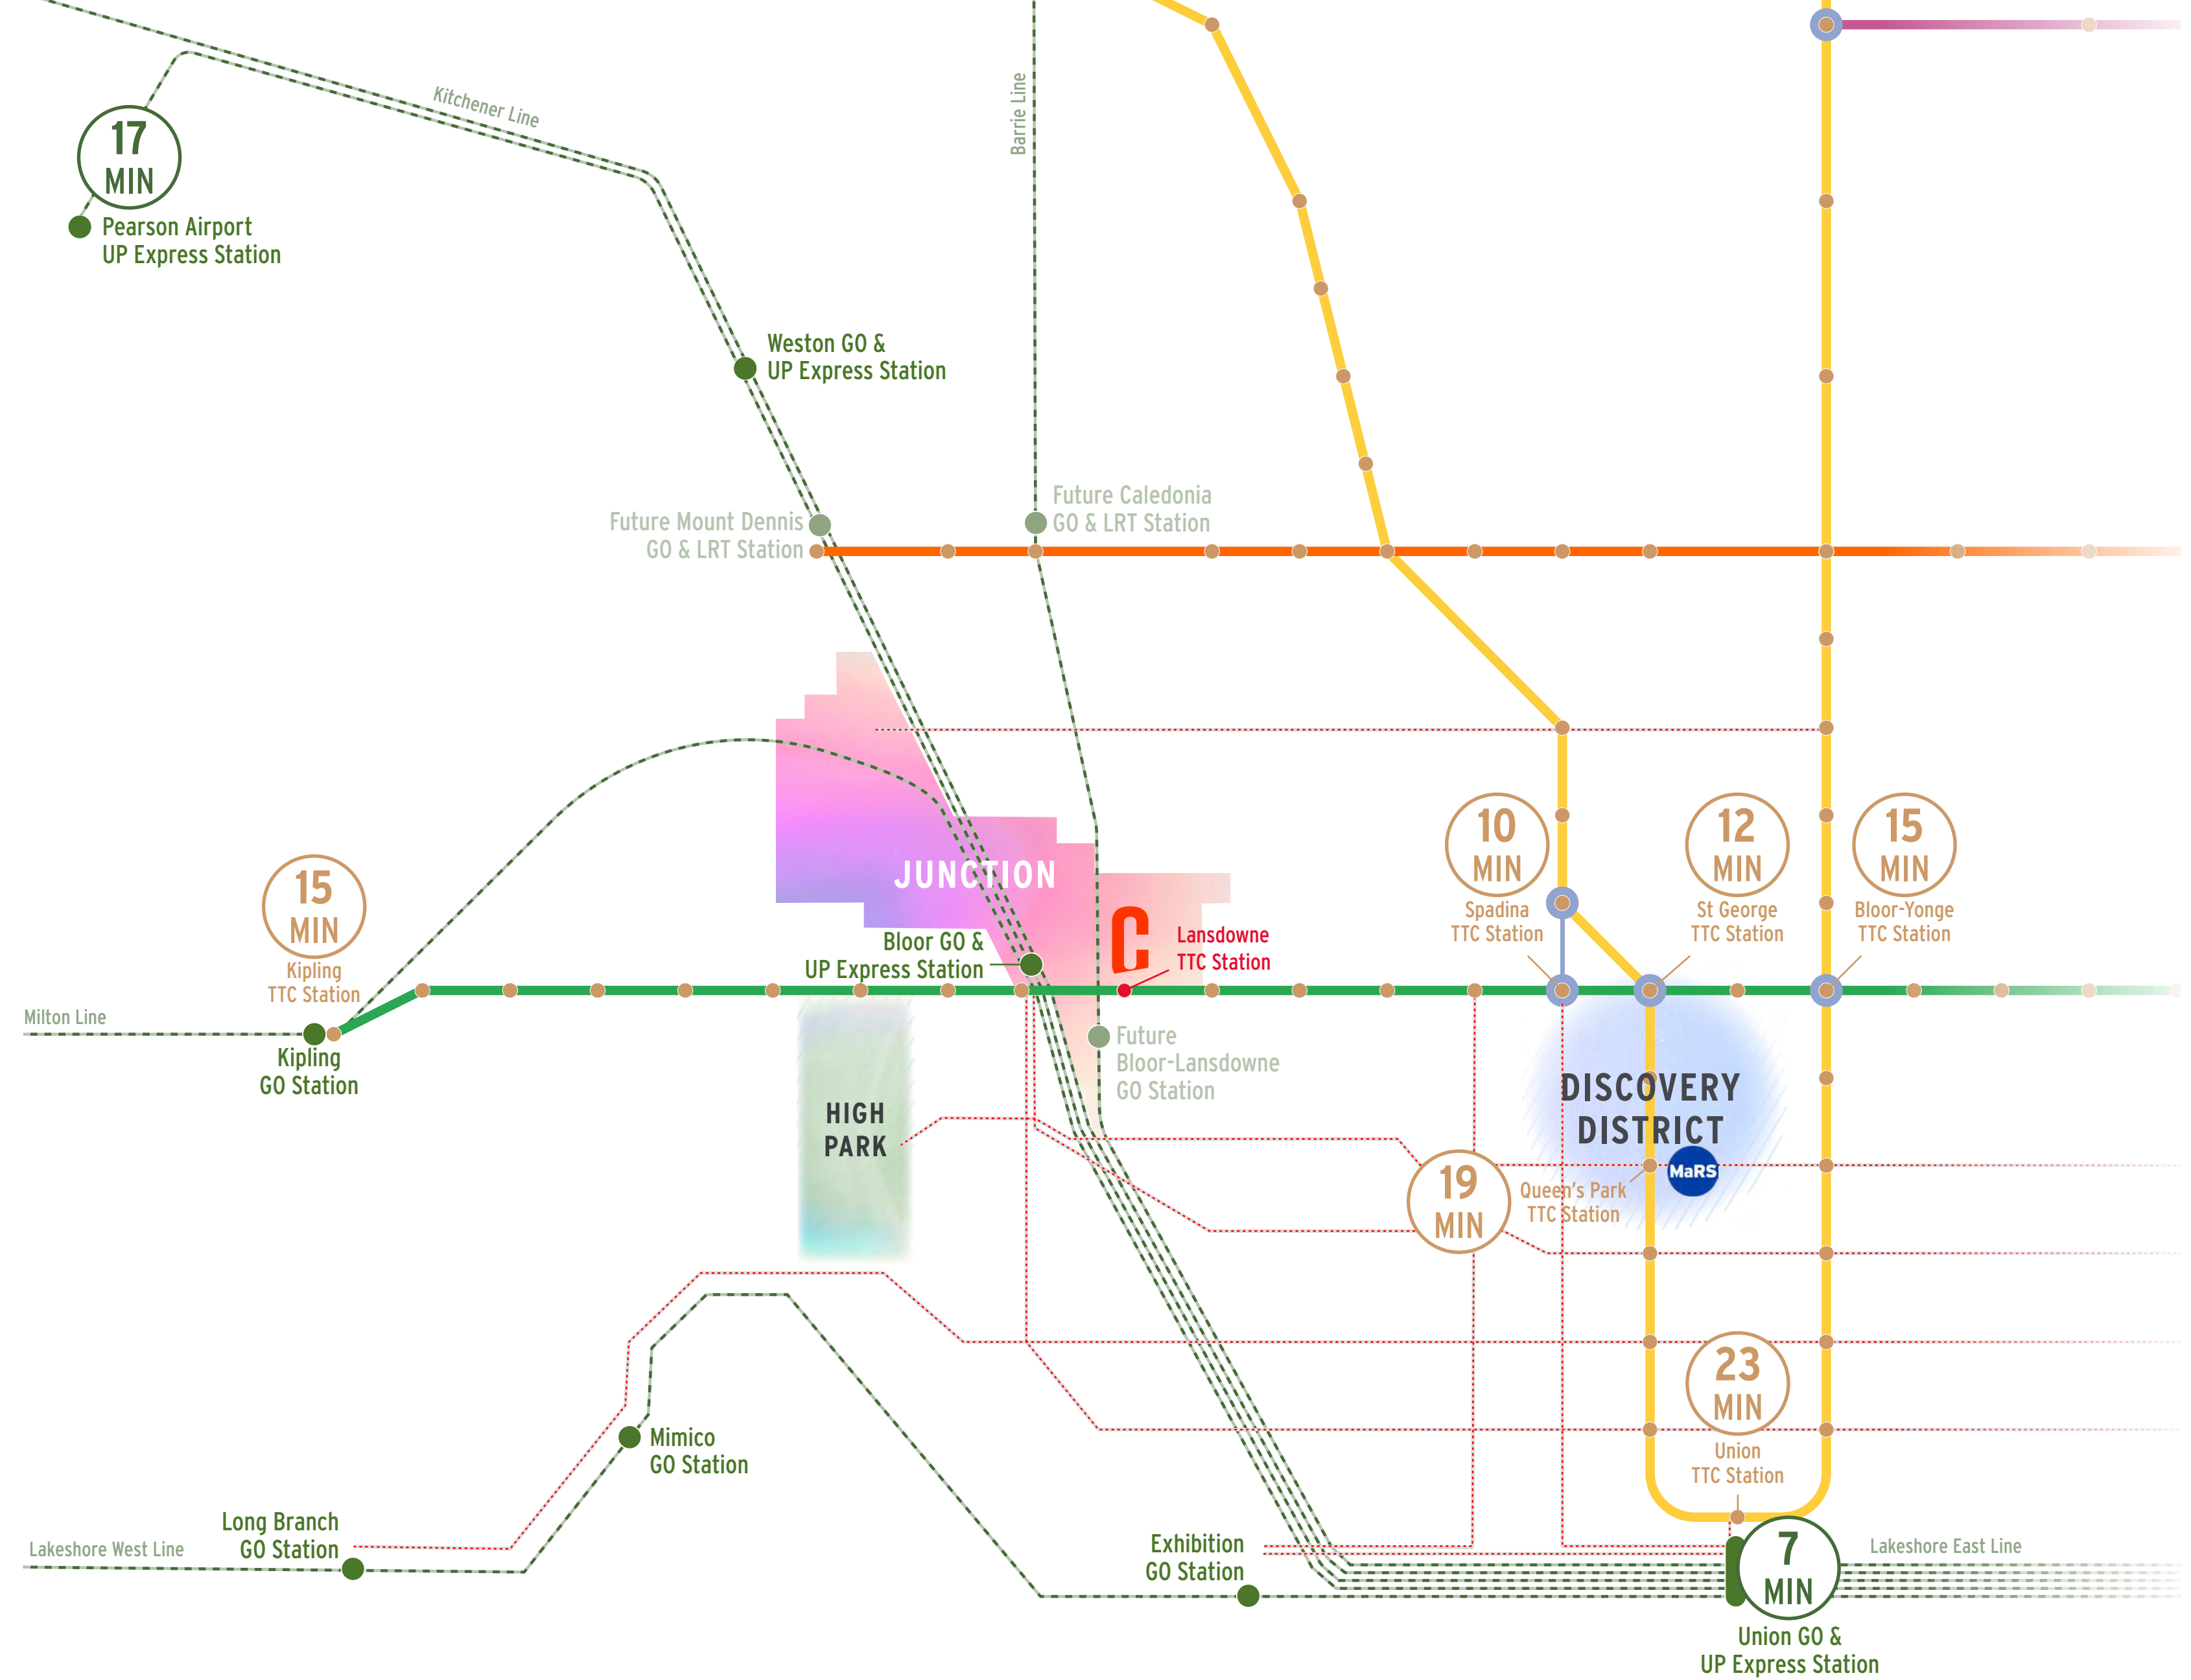 Kitchener Line
Barrie Line
17
MIN
Pearson Airport
UP Express Station
Weston GO &
UP Express Station
Future Mount Dennis
GO & LRT Station
Future Caledonia
GO & LRT Station
JUNCTION
15
MIN
Kipling
TTC Station
10
MIN
Spadina
TTC Station
12
MIN
St George
TTC Station
15
MIN
Bloor-Yonge
TTC Station
Bloor GO &
UP Express Station
C
Lansdowne
TTC Station
Milton Line
Kipling
GO Station
Future
Bloor-Lansdowne
GO Station
HIGH
PARK
DISCOVERY
DISTRICT
MaRS
19
MIN
Queen's Park
TTC Station
23
MIN
Union
TTC Station
Mimico
GO Station
Long Branch
GO Station
Lakeshore West Line
Exhibition
GO Station
7
MIN
Lakeshore East Line
Union GO &
UP Express Station